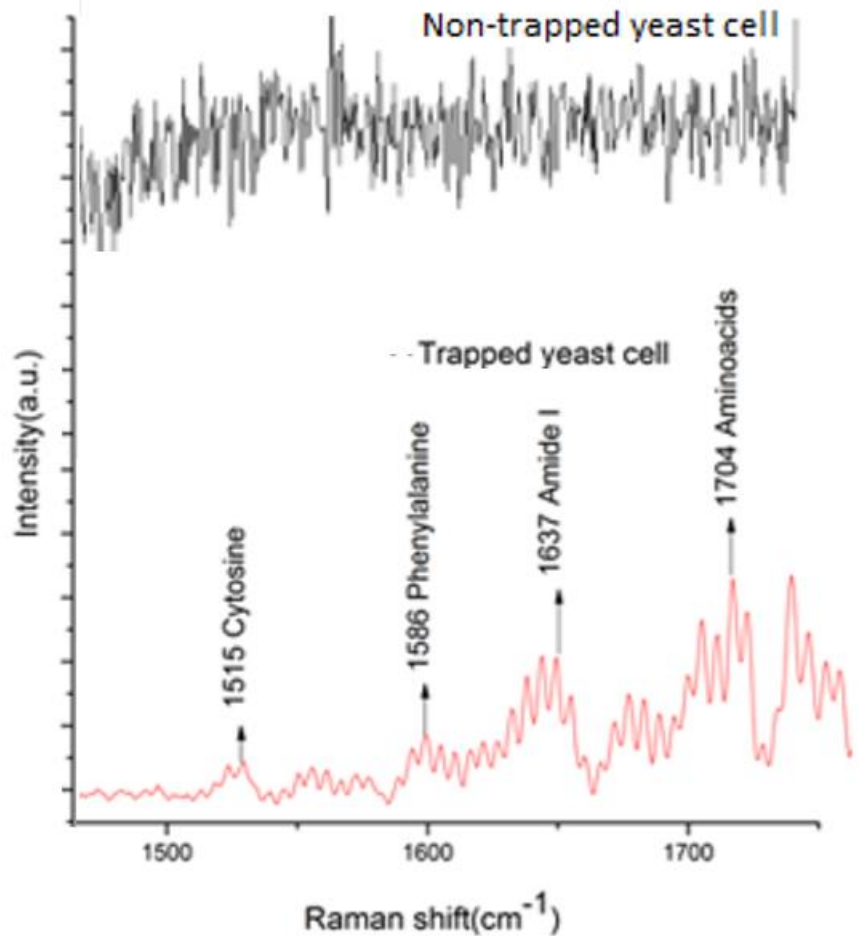 Non-trapped yeast cell
Trapped yeast cell
Intensity(a.u.)
1515 Cytosine
1586 Phenylalanine
1637 Amide I
1704 Aminoacids
1500
1600
1700
Raman shift(cm⁻¹)